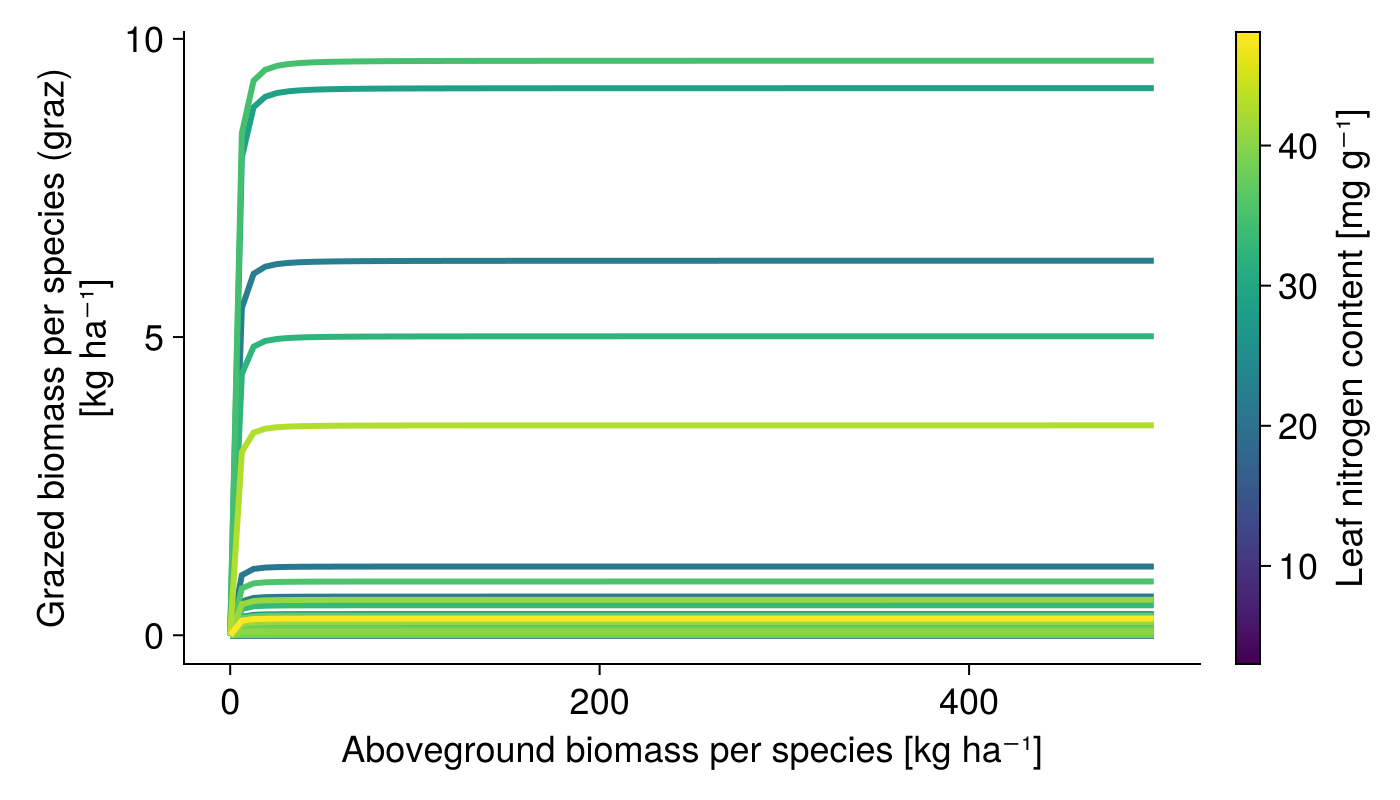 Grazed biomass per species (graz)
[kg ha⁻¹]
10
5
0
0
200
400
Aboveground biomass per species [kg ha⁻¹]
40
30
20
10
Leaf nitrogen content [mg g⁻¹]